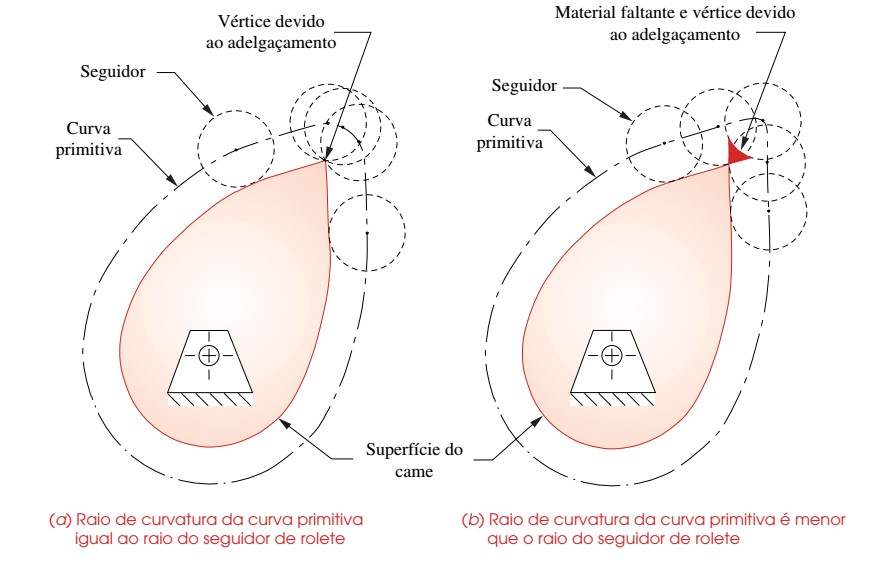 Vértice devido
ao adelgaçamento
Seguidor
Curva
primitiva
Material faltante e vértice devido
ao adelgaçamento
Seguidor
Curva
primitiva
Superfície do
came
(a) Raio de curvatura da curva primitiva
igual ao raio do seguidor de rolete
(b) Raio de curvatura da curva primitiva é menor
que o raio do seguidor de rolete